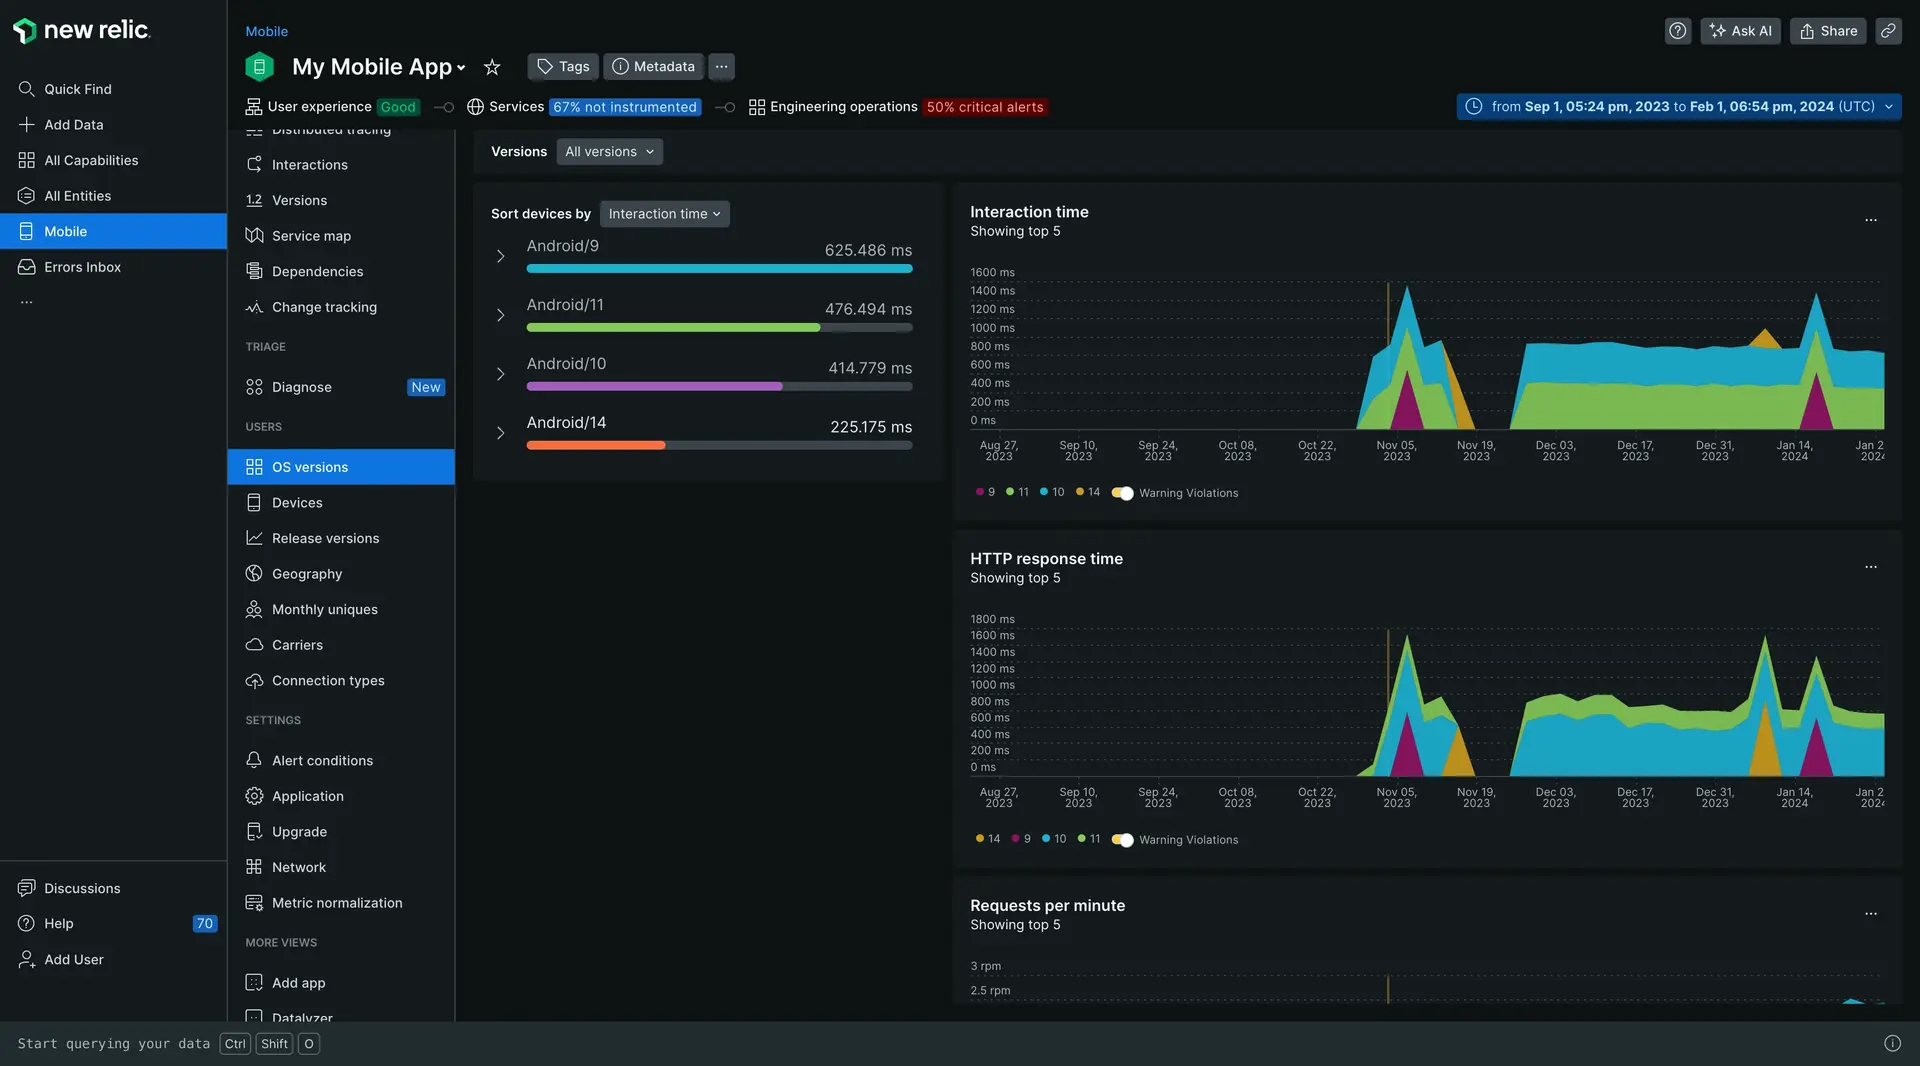 new relic.
Quick Find
Add Data
All Capabilities
All Entities
Mobile
Errors Inbox
...
Discussions
Help 70
Add User
Mobile
My Mobile App
Tags
Metadata
...
Ask AI
Share
User experience Good
Services 67% not instrumented
Engineering operations 50% critical alerts
from Sep 1, 05:24 pm, 2023 to Feb 1, 06:54 pm, 2024 (UTC)
Distributed tracing
Interactions
1.2 Versions
Service map
Dependencies
Change tracking
TRIAGE
Diagnose New
USERS
OS versions
Devices
Release versions
Geography
Monthly uniques
Carriers
Connection types
SETTINGS
Alert conditions
Application
Upgrade
Network
Metric normalization
MORE VIEWS
Add app
Datalyzer
Versions All versions
Sort devices by Interaction time
Android/9 625.486 ms
Android/11 476.494 ms
Android/10 414.779 ms
Android/14 225.175 ms
Interaction time
Showing top 5
...
1600 ms
1400 ms
1200 ms
1000 ms
800 ms
600 ms
400 ms
200 ms
0 ms
Aug 27, Sep 10, Sep 24, Oct 08, Oct 22, Nov 05, Nov 19, Dec 03, Dec 17, Dec 31, Jan 14, Jan 2
2023 2023 2023 2023 2023 2023 2023 2023 2023 2023 2024 2024
9 11 10 14 Warning Violations
HTTP response time
Showing top 5
...
1800 ms
1600 ms
1400 ms
1200 ms
1000 ms
800 ms
600 ms
400 ms
200 ms
0 ms
Aug 27, Sep 10, Sep 24, Oct 08, Oct 22, Nov 05, Nov 19, Dec 03, Dec 17, Dec 31, Jan 14, Jan 2
2023 2023 2023 2023 2023 2023 2023 2023 2023 2023 2024 2024
14 9 10 11 Warning Violations
Requests per minute
Showing top 5
...
3 rpm
2.5 rpm
Start querying your data Ctrl Shift O